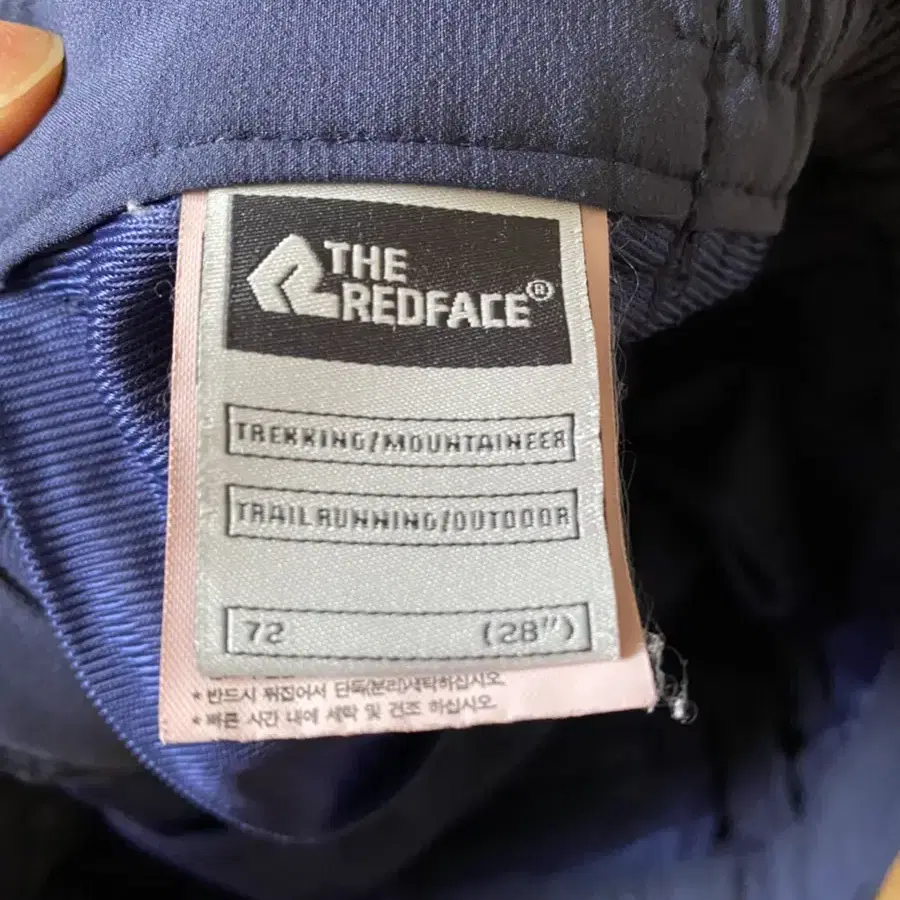 THE
REDFACE®
TREKKING/MOUNTAINEER
TRAILRUNNING/OUTDOOR
72 (28")
* 반드시 뒤집어서 단독(분리)세탁하십시오.
* 빠른 시간 내에 세탁 및 건조 하십시오.